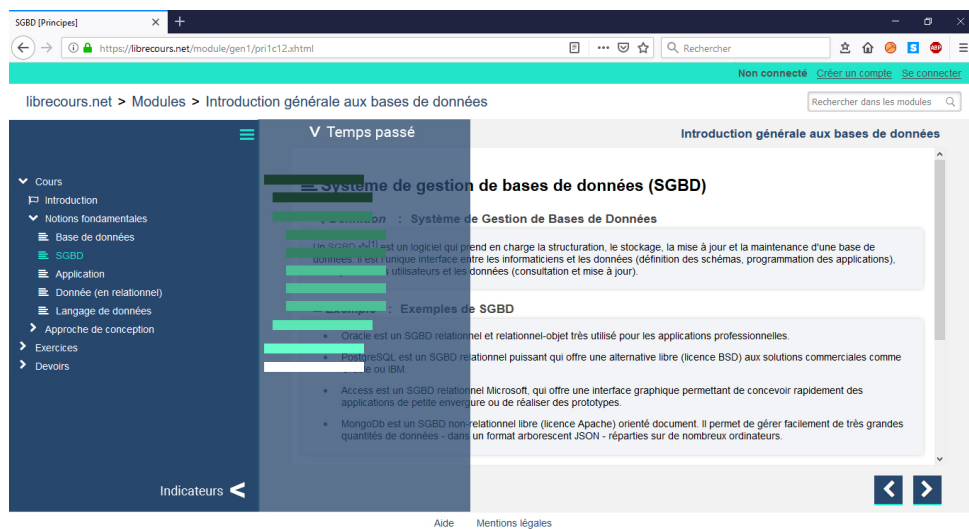 SGBD [Principes]
https://librecours.net/module/gen1/pri1c12.xhtml
Rechercher
Non connecté Créer un compte Se connecter
librecours.net > Modules > Introduction générale aux bases de données
Rechercher dans les modules
Temps passé
Introduction générale aux bases de données
Cours
Introduction
Notions fondamentales
Base de données
SGBD
Application
Donnée (en relationnel)
Langage de données
Approche de conception
Exercices
Devoirs
Indicateurs
Système de gestion de bases de données (SGBD)
Définition : Système de Gestion de Bases de Données
Un SGBD [1] est un logiciel qui prend en charge la structuration, le stockage, la mise à jour et la maintenance d'une base de
données. Il est l'unique interface entre les informaticiens et les données (définition des schémas, programmation des applications),
utilisateurs et les données (consultation et mise à jour).
Exemple : Exemples de SGBD
Oracle est un SGBD relationnel et relationnel-objet très utilisé pour les applications professionnelles.
PostgreSQL est un SGBD relationnel puissant qui offre une alternative libre (licence BSD) aux solutions commerciales comme
Oracle ou IBM.
Access est un SGBD relationnel Microsoft, qui offre une interface graphique permettant de concevoir rapidement des
applications de petite envergure ou de réaliser des prototypes.
MongoDb est un SGBD non-relationnel libre (licence Apache) orienté document. Il permet de gérer facilement de très grandes
quantités de données - dans un format arborescent JSON - réparties sur de nombreux ordinateurs.
Aide Mentions légales